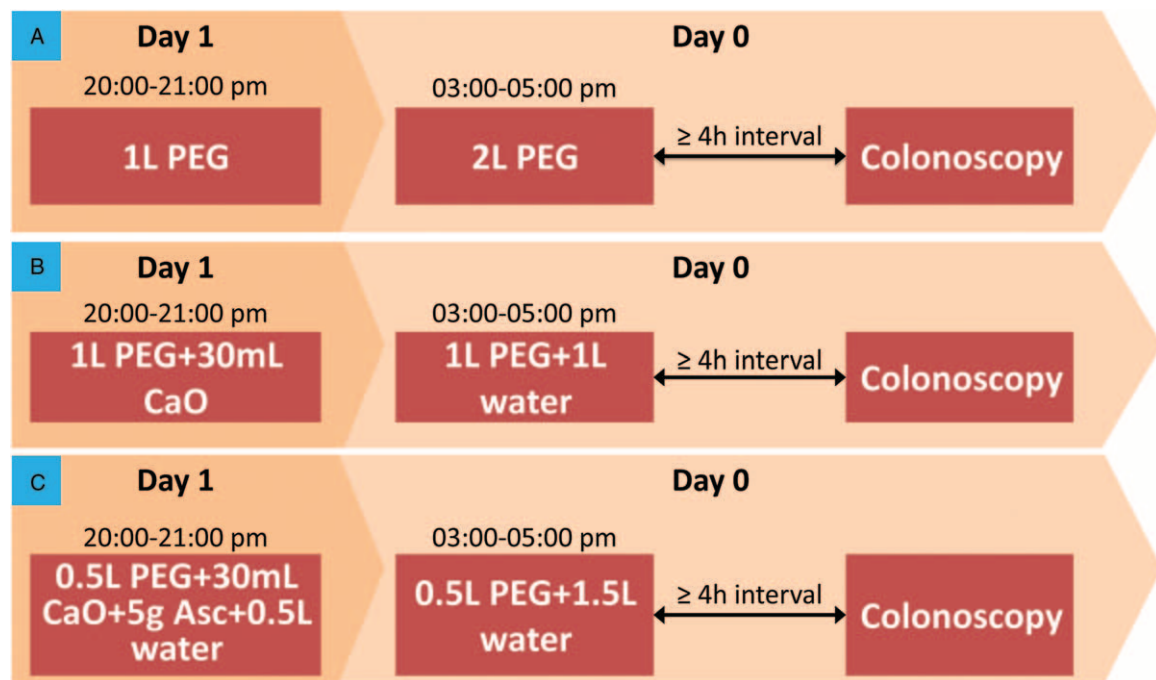 A
Day 1
Day 0
20:00-21:00 pm
03:00-05:00 pm
1L PEG
2L PEG
≥ 4h interval
Colonoscopy
B
Day 1
Day 0
20:00-21:00 pm
03:00-05:00 pm
1L PEG+30mL
CaO
1L PEG+1L
water
≥ 4h interval
Colonoscopy
C
Day 1
Day 0
20:00-21:00 pm
03:00-05:00 pm
0.5L PEG+30mL
CaO+5g Asc+0.5L
water
0.5L PEG+1.5L
water
≥ 4h interval
Colonoscopy